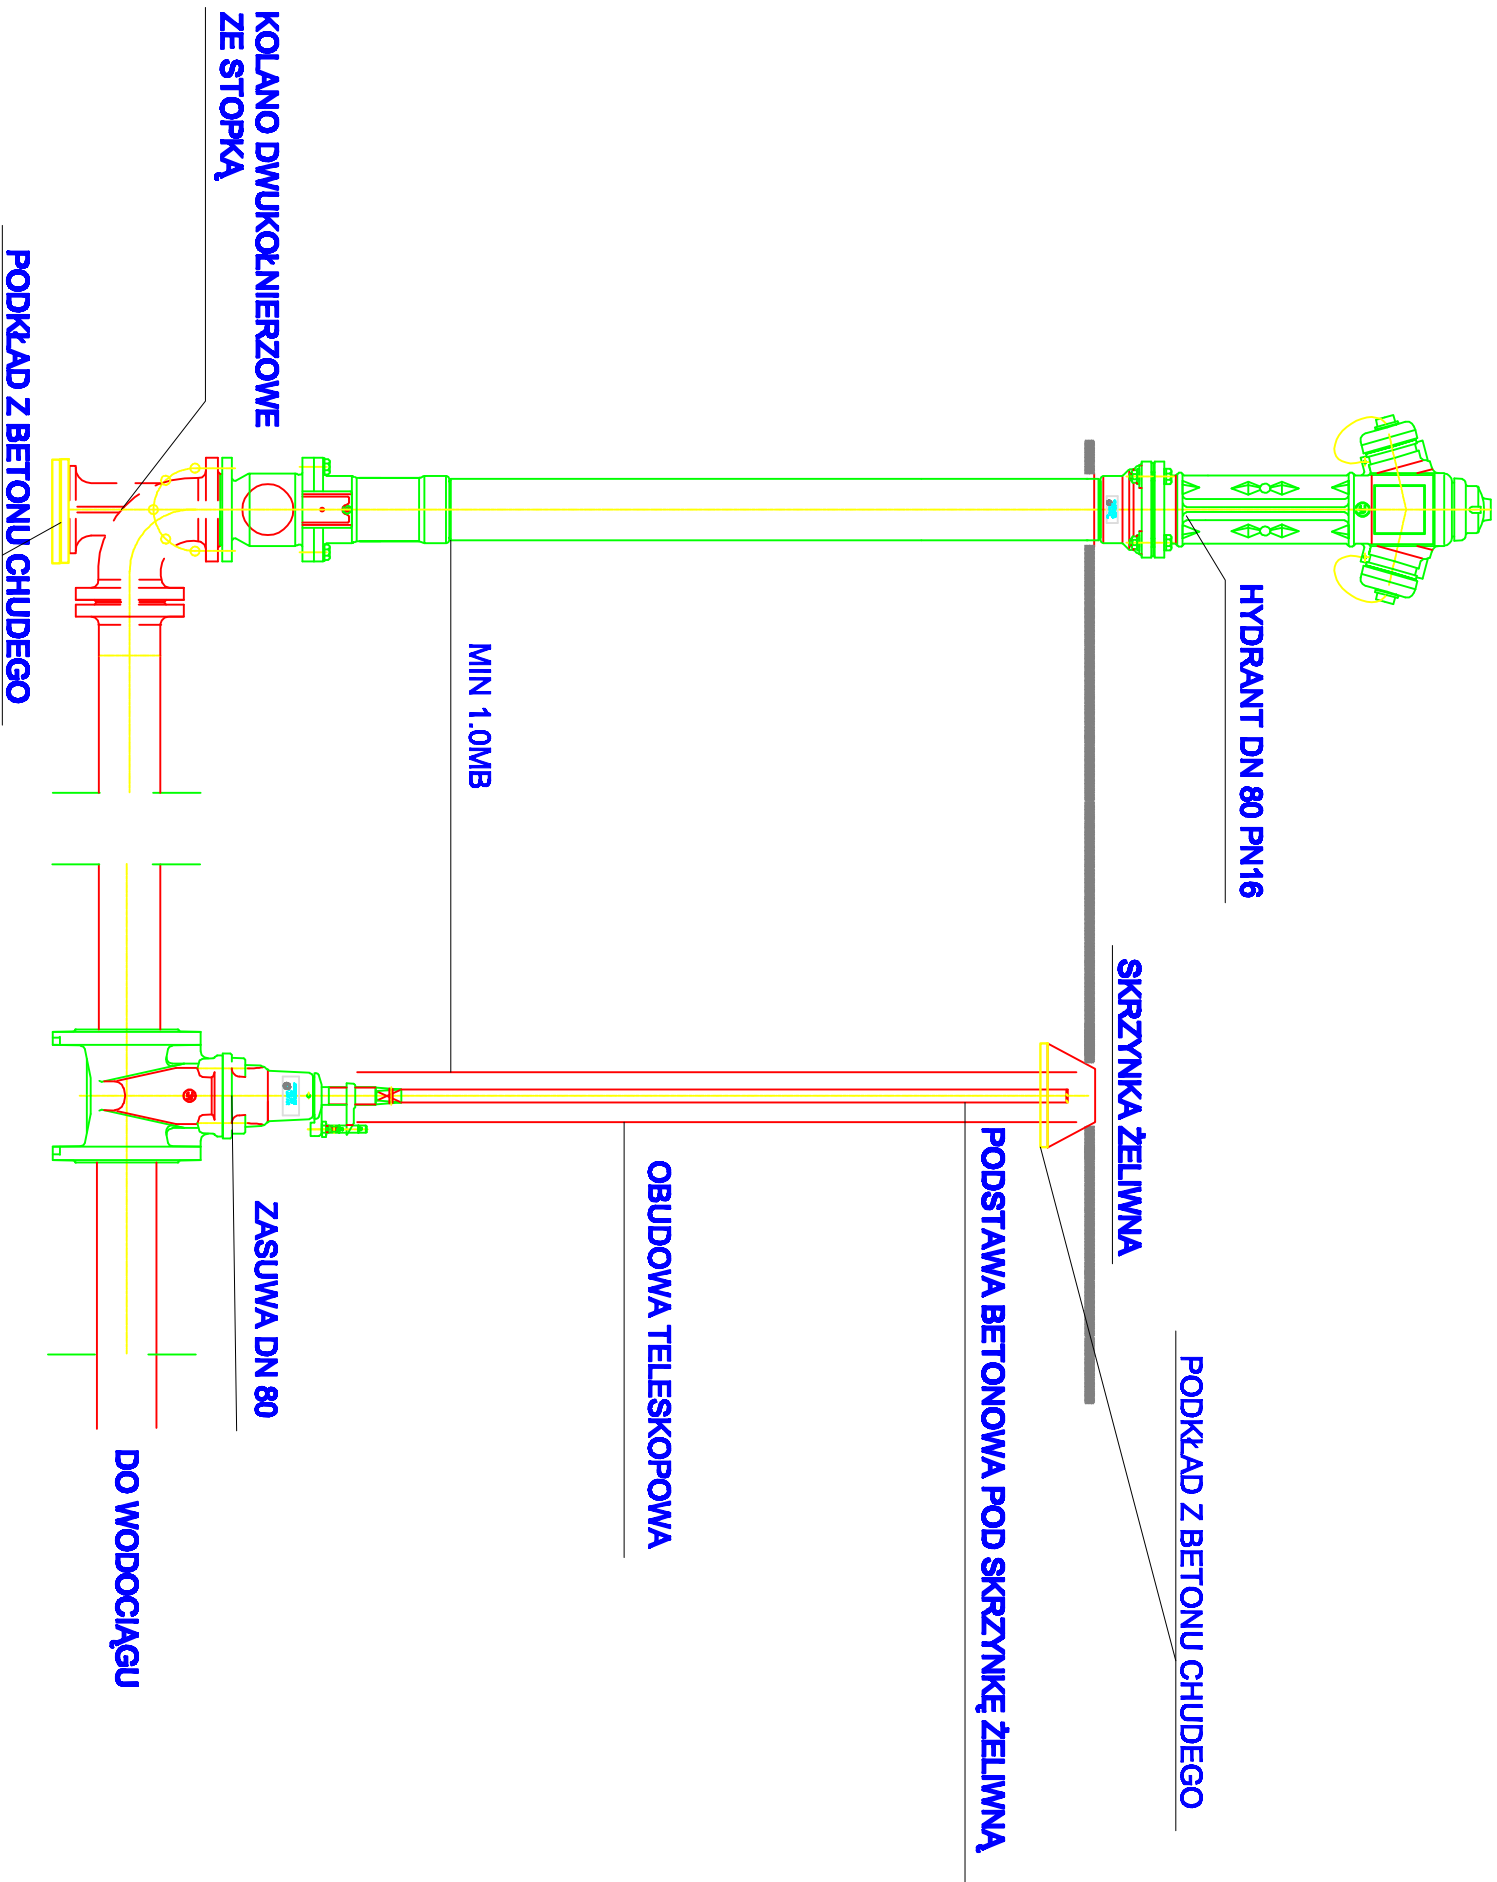 HYDRANT DN 80 PN16
PODKŁAD Z BETONU CHUDEGO
SKRZYNKA ŻELIWNA
PODSTAWA BETONOWA POD SKRZYNKĘ ŻELIWNĄ
OBUDOWA TELESKOPOWA
MIN 1.0MB
KOLANO DWUKOŁNIERZOWE
ZE STOPKĄ
ZASUWA DN 80
DO WODOCIĄGU
PODKŁAD Z BETONU CHUDEGO